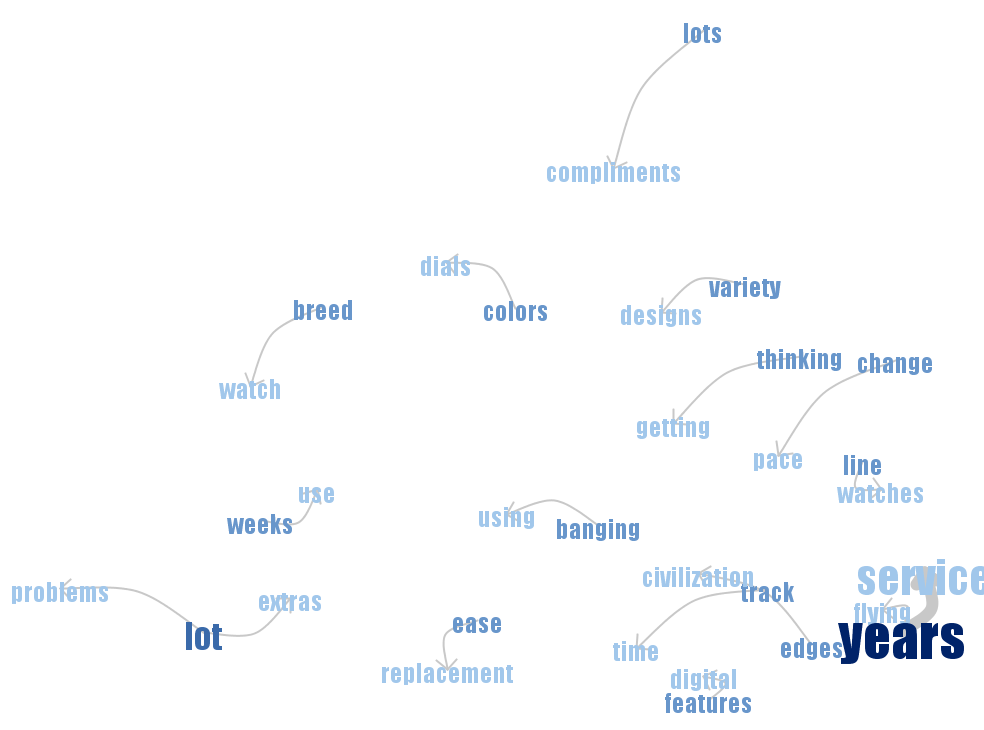 lots
compliments
dials
variety
breed
colors
designs
thinking
change
watch
getting
pace
line
use
watches
weeks
using
banging
civilization
service
problems
extras
track
flying
lot
ease
years
time
edges
replacement
digital
features